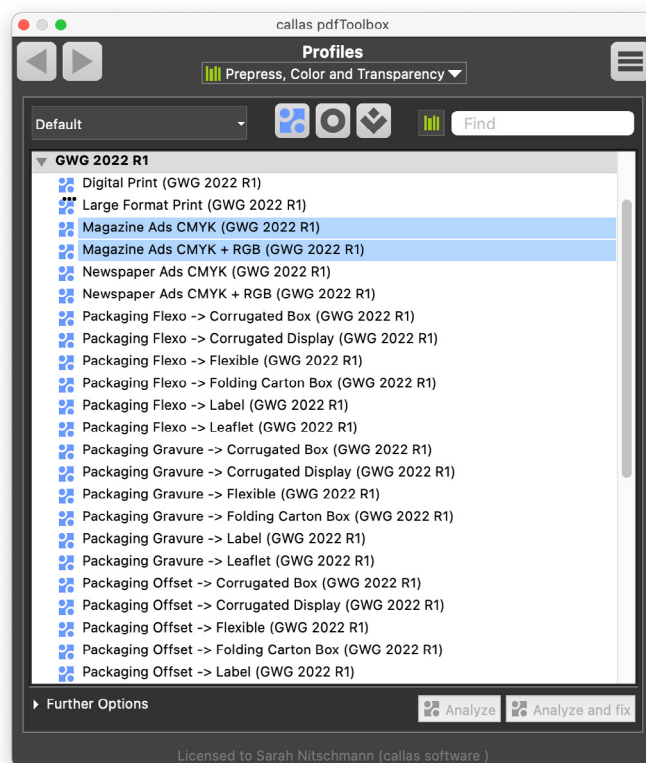 callas pdfToolbox
Profiles
Prepress, Color and Transparency
Default
Find
GWG 2022 R1
Digital Print (GWG 2022 R1)
Large Format Print (GWG 2022 R1)
Magazine Ads CMYK (GWG 2022 R1)
Magazine Ads CMYK + RGB (GWG 2022 R1)
Newspaper Ads CMYK (GWG 2022 R1)
Newspaper Ads CMYK + RGB (GWG 2022 R1)
Packaging Flexo -> Corrugated Box (GWG 2022 R1)
Packaging Flexo -> Corrugated Display (GWG 2022 R1)
Packaging Flexo -> Flexible (GWG 2022 R1)
Packaging Flexo -> Folding Carton Box (GWG 2022 R1)
Packaging Flexo -> Label (GWG 2022 R1)
Packaging Flexo -> Leaflet (GWG 2022 R1)
Packaging Gravure -> Corrugated Box (GWG 2022 R1)
Packaging Gravure -> Corrugated Display (GWG 2022 R1)
Packaging Gravure -> Flexible (GWG 2022 R1)
Packaging Gravure -> Folding Carton Box (GWG 2022 R1)
Packaging Gravure -> Label (GWG 2022 R1)
Packaging Gravure -> Leaflet (GWG 2022 R1)
Packaging Offset -> Corrugated Box (GWG 2022 R1)
Packaging Offset -> Corrugated Display (GWG 2022 R1)
Packaging Offset -> Flexible (GWG 2022 R1)
Packaging Offset -> Folding Carton Box (GWG 2022 R1)
Packaging Offset -> Label (GWG 2022 R1)
Further Options
Analyze
Analyze and fix
Licensed to Sarah Nitschmann (callas software )